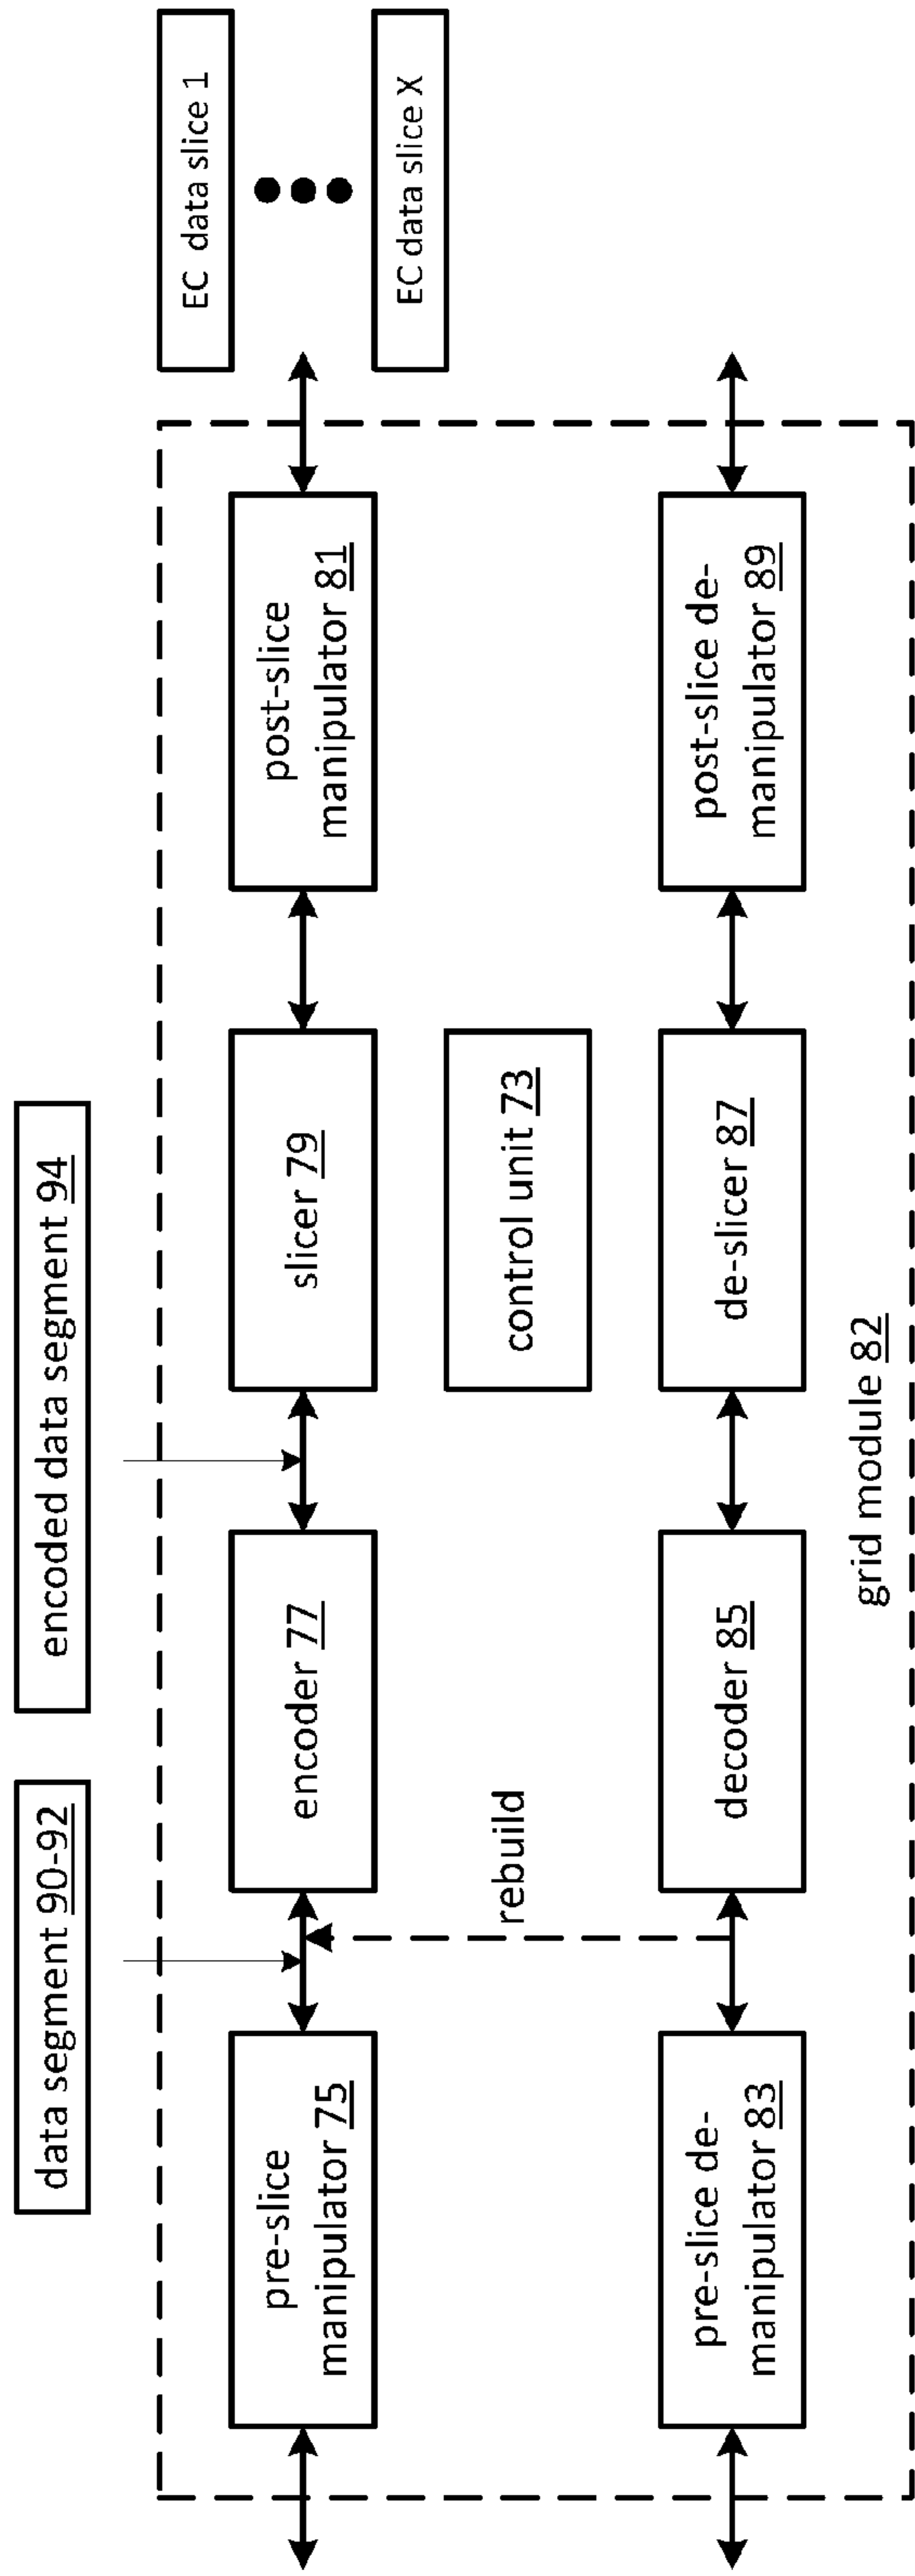 data segment 90-92
encoded data segment 94
EC data slice 1
EC data slice X
pre-slice
manipulator 75
encoder 77
slicer 79
post-slice
manipulator 81
rebuild
control unit 73
pre-slice de-
manipulator 83
decoder 85
de-slicer 87
post-slice de-
manipulator 89
grid module 82